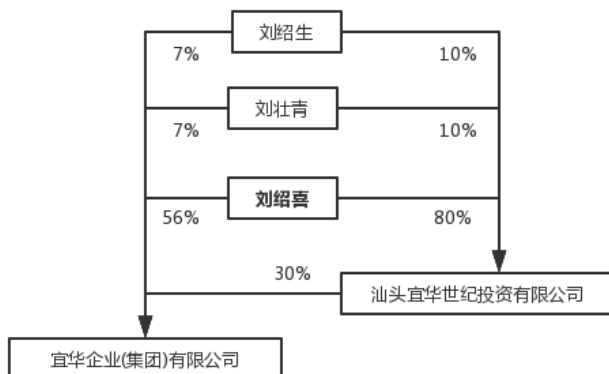 刘绍生
7%
10%
刘壮青
7%
10%
刘绍喜
56%
80%
30%
汕头宜华世纪投资有限公司
宜华企业(集团)有限公司